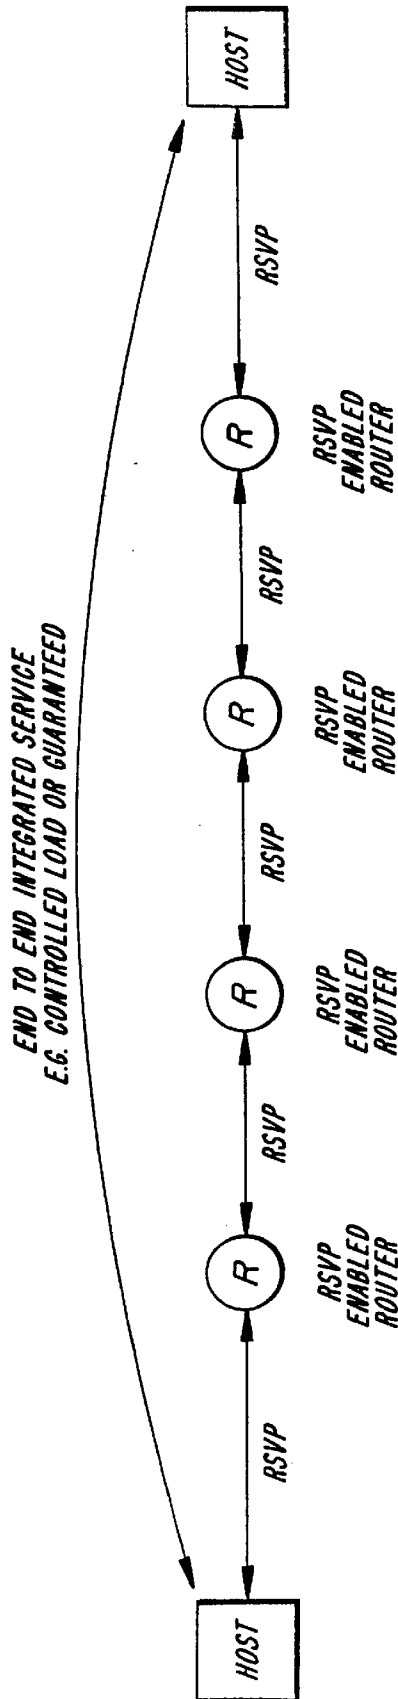 END TO END INTEGRATED SERVICE
E.G. CONTROLLED LOAD OR GUARANTEED
HOST
RSVP
R
RSVP
R
RSVP
R
RSVP
R
RSVP
HOST
RSVP
ENABLED
ROUTER
RSVP
ENABLED
ROUTER
RSVP
ENABLED
ROUTER
RSVP
ENABLED
ROUTER